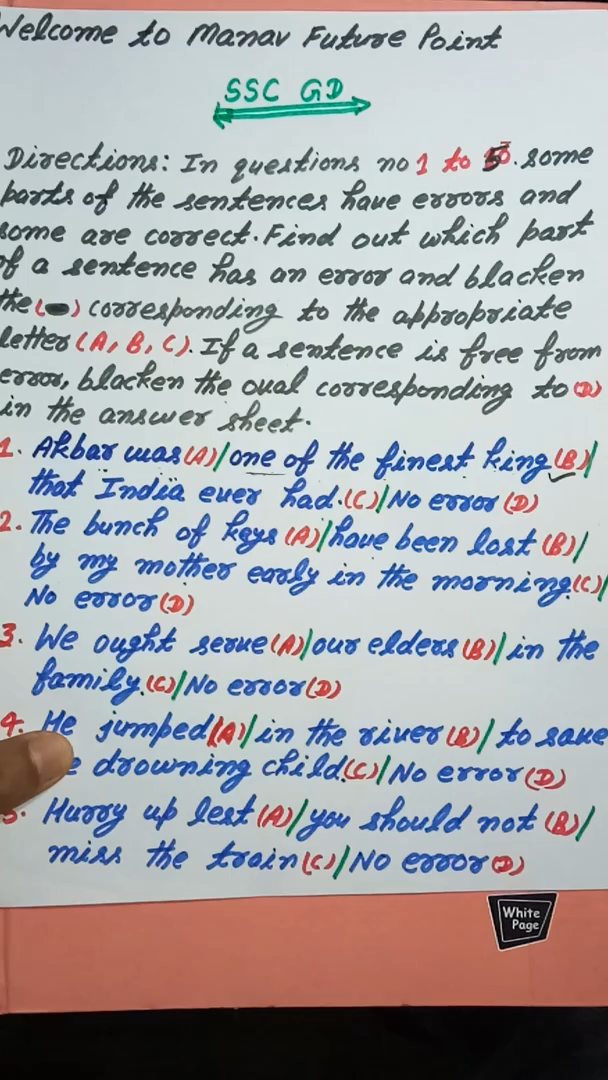 Welcome to Manav Future Point
SSC GD
Directions: In questions no 1 to 5. some
parts of the sentences have errors and
some are correct. Find out which part
of a sentence has an error and blacken
the () corresponding to the appropriate
letter (A, B, C). If a sentence is free from
error, blacken the oval corresponding to (D)
in the answer sheet.
1. Akbar was (A)/one of the finest king (B)/
that India ever had. (C)/No error (D)
2. The bunch of keys (A)/have been lost (B)/
by my mother early in the morning. (C)/
No error (D)
3. We ought serve (A)/our elders (B)/in the
family. (C)/No error (D)
4. He jumped (A)/in the river (B)/to save
drowning child. (C)/No error (D)
5. Hurry up lest (A)/you should not (B)/
miss the train (C)/No error (D)
White
Page